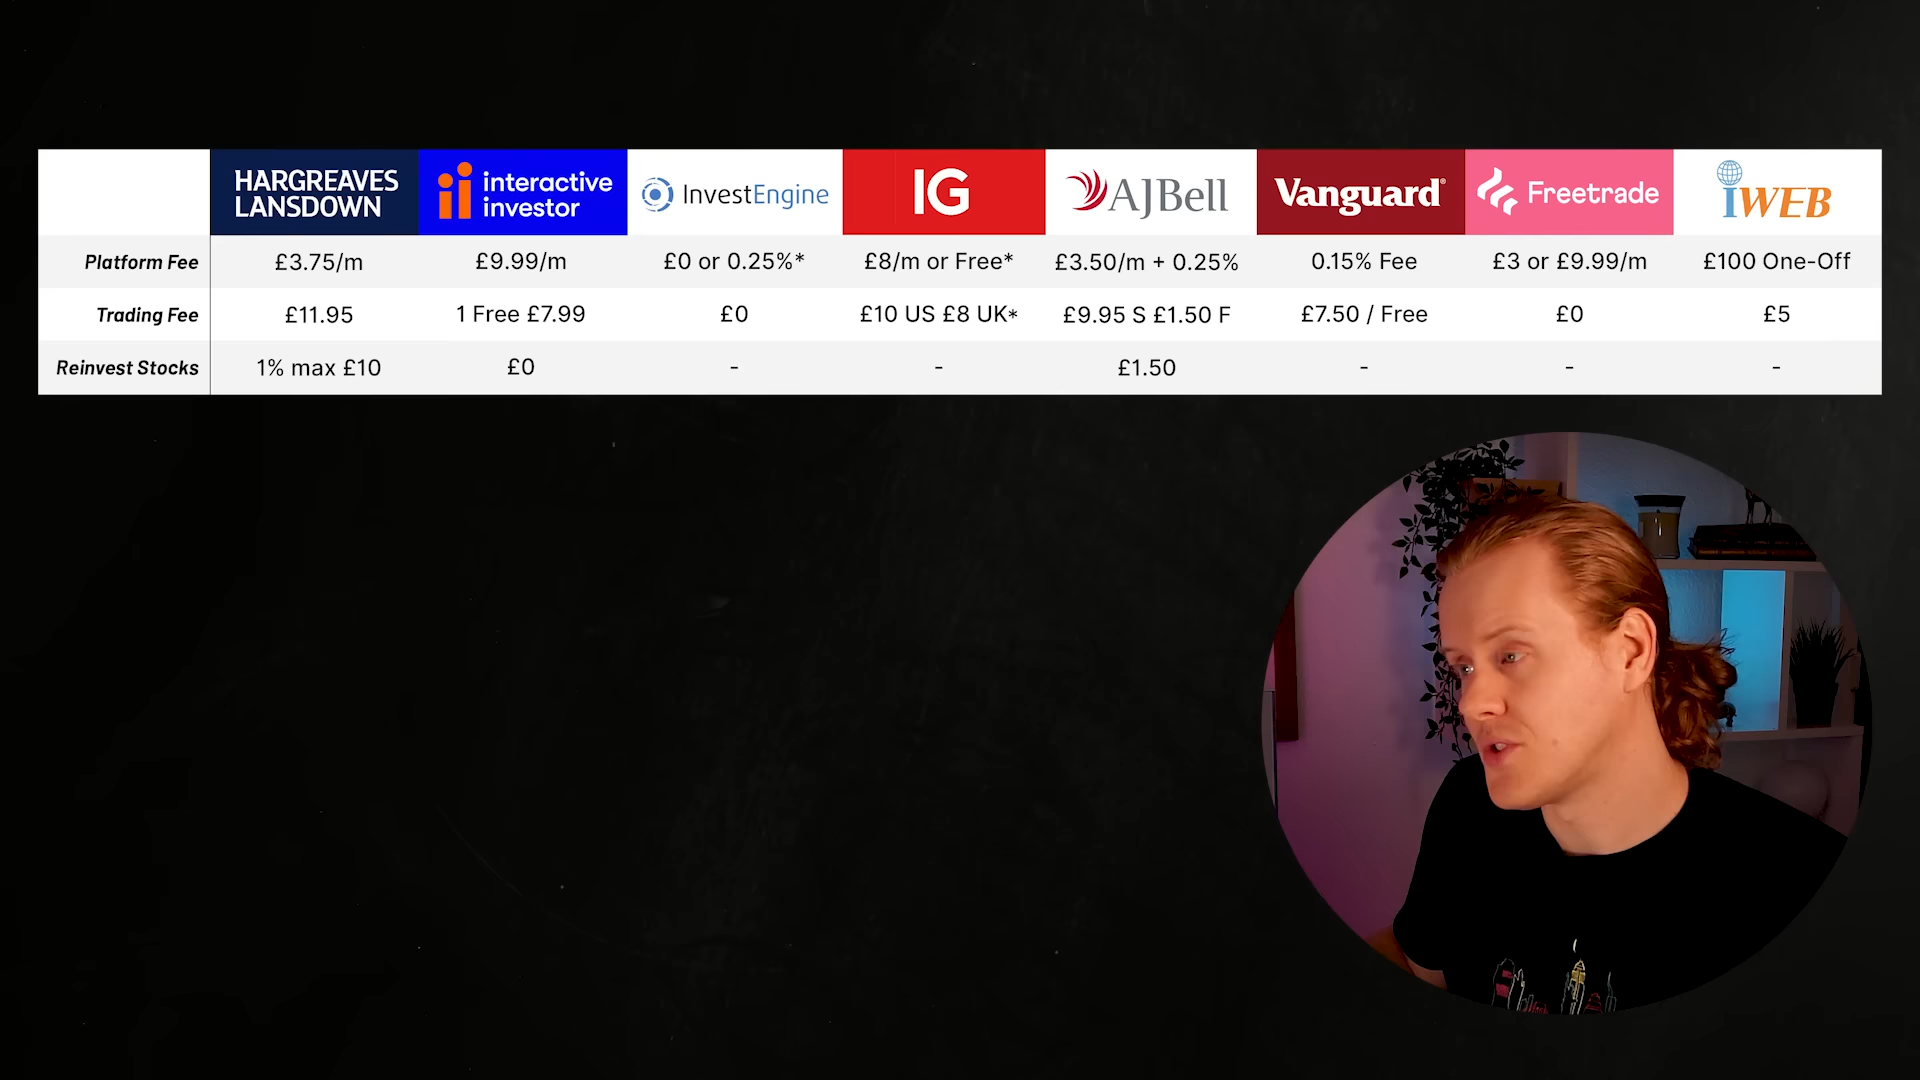 HARGREAVES
LANSDOWN
interactive
investor
InvestEngine
IG
AJBell
Vanguard®
Freetrade
iWEB
Platform Fee £3.75/m £9.99/m £0 or 0.25%* £8/m or Free* £3.50/m + 0.25% 0.15% Fee £3 or £9.99/m £100 One-Off
Trading Fee £11.95 1 Free £7.99 £0 £10 US £8 UK* £9.95 S £1.50 F £7.50 / Free £0 £5
Reinvest Stocks 1% max £10 £0 - - £1.50 - - -